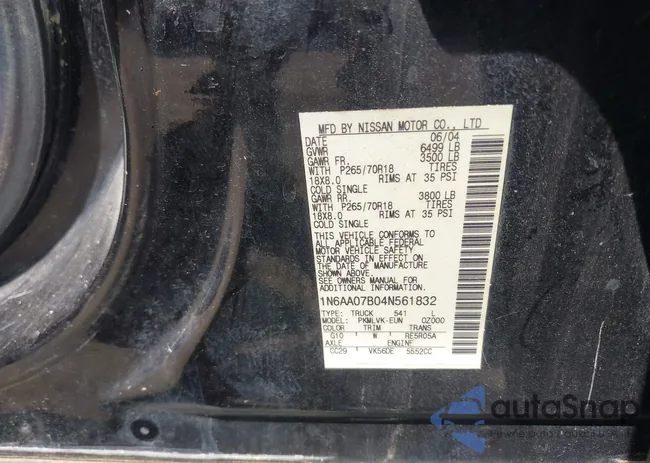 MFD BY NISSAN MOTOR CO., LTD
DATE 06/04
GVWR 6499 LB
GAWR FR. 3500 LB
WITH P265/70R18 TIRES
18X8.0 RIMS AT 35 PSI
COLD SINGLE
GAWR RR. 3800 LB
WITH P265/70R18 TIRES
18X8.0 RIMS AT 35 PSI
COLD SINGLE
THIS VEHICLE CONFORMS TO
ALL APPLICABLE FEDERAL
MOTOR VEHICLE SAFETY
STANDARDS IN EFFECT ON
THE DATE OF MANUFACTURE
SHOWN ABOVE.
SEE OWNERS MANUAL FOR
ADDITIONAL INFORMATION.
1N6AA07B04N561832
TYPE: TRUCK 541 L
MODEL: PKMLVK-EUN 0Z000
COLOR TRIM TRANS
G10 W RE5R05A
AXLE ENGINE
CC29 VK56DE 5552CC
autaSnap